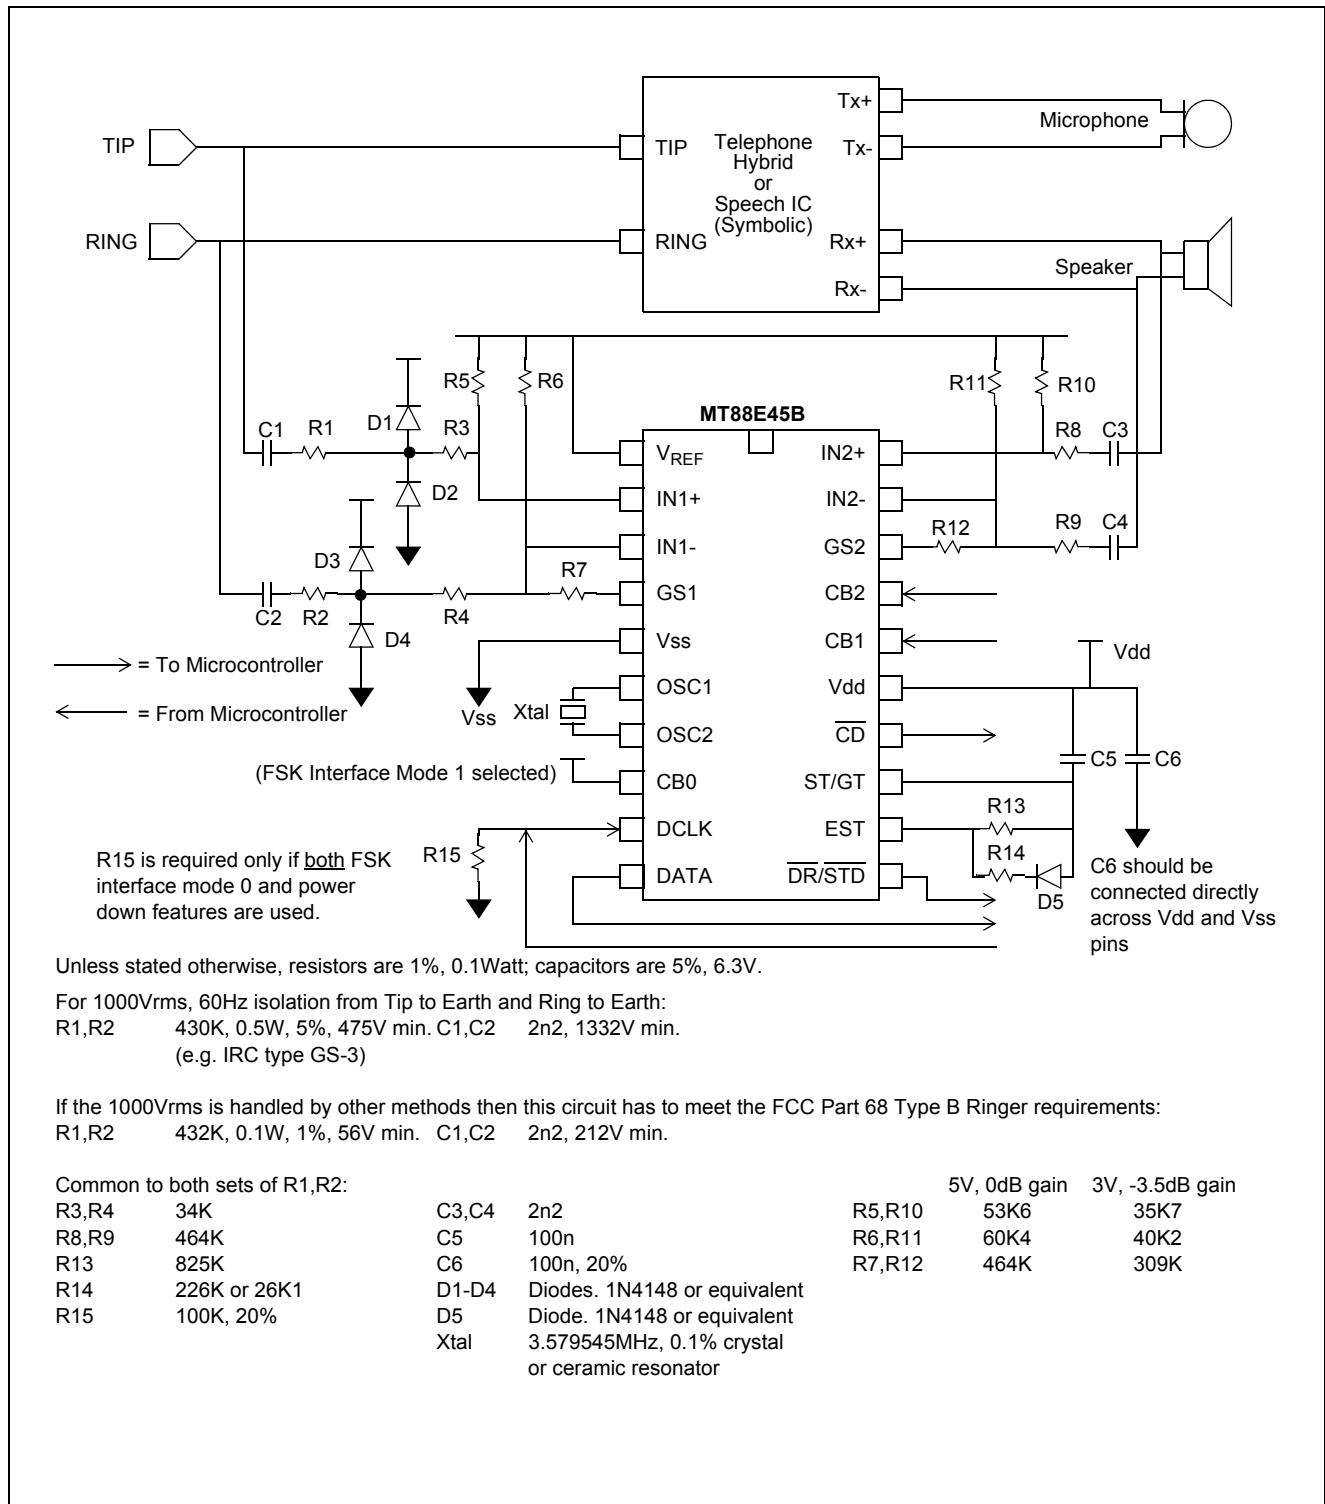 Tx+
Microphone
TIP
TIP
Telephone
Hybrid
or
Speech IC
(Symbolic)
Tx-
RING
RING
Rx+
Speaker
Rx-
R5
R6
R11
R10
MT88E45B
C1
R1
D1
R3
VREF
IN2+
R8
C3
D2
IN1+
IN2-
R12
R9
C4
D3
IN1-
GS2
R7
GS1
CB2
C2
R2
R4
D4
Vss
CB1
Vdd
= To Microcontroller
OSC1
Vdd
= From Microcontroller
Vss
Xtal
OSC2
CD
C5
C6
(FSK Interface Mode 1 selected)
CB0
ST/GT
R13
DCLK
EST
R15
R14
DATA
DR/STD
D5
R15 is required only if both FSK
interface mode 0 and power
down features are used.
C6 should be
connected directly
across Vdd and Vss
pins
Unless stated otherwise, resistors are 1%, 0.1Watt; capacitors are 5%, 6.3V.
For 1000Vrms, 60Hz isolation from Tip to Earth and Ring to Earth:
R1,R2 430K, 0.5W, 5%, 475V min. C1,C2 2n2, 1332V min.
(e.g. IRC type GS-3)
If the 1000Vrms is handled by other methods then this circuit has to meet the FCC Part 68 Type B Ringer requirements:
R1,R2 432K, 0.1W, 1%, 56V min. C1,C2 2n2, 212V min.
Common to both sets of R1,R2: 5V, 0dB gain 3V, -3.5dB gain
R3,R4 34K C3,C4 2n2 R5,R10 53K6 35K7
R8,R9 464K C5 100n R6,R11 60K4 40K2
R13 825K C6 100n, 20% R7,R12 464K 309K
R14 226K or 26K1 D1-D4 Diodes. 1N4148 or equivalent
R15 100K, 20% D5 Diode. 1N4148 or equivalent
Xtal 3.579545MHz, 0.1% crystal
or ceramic resonator